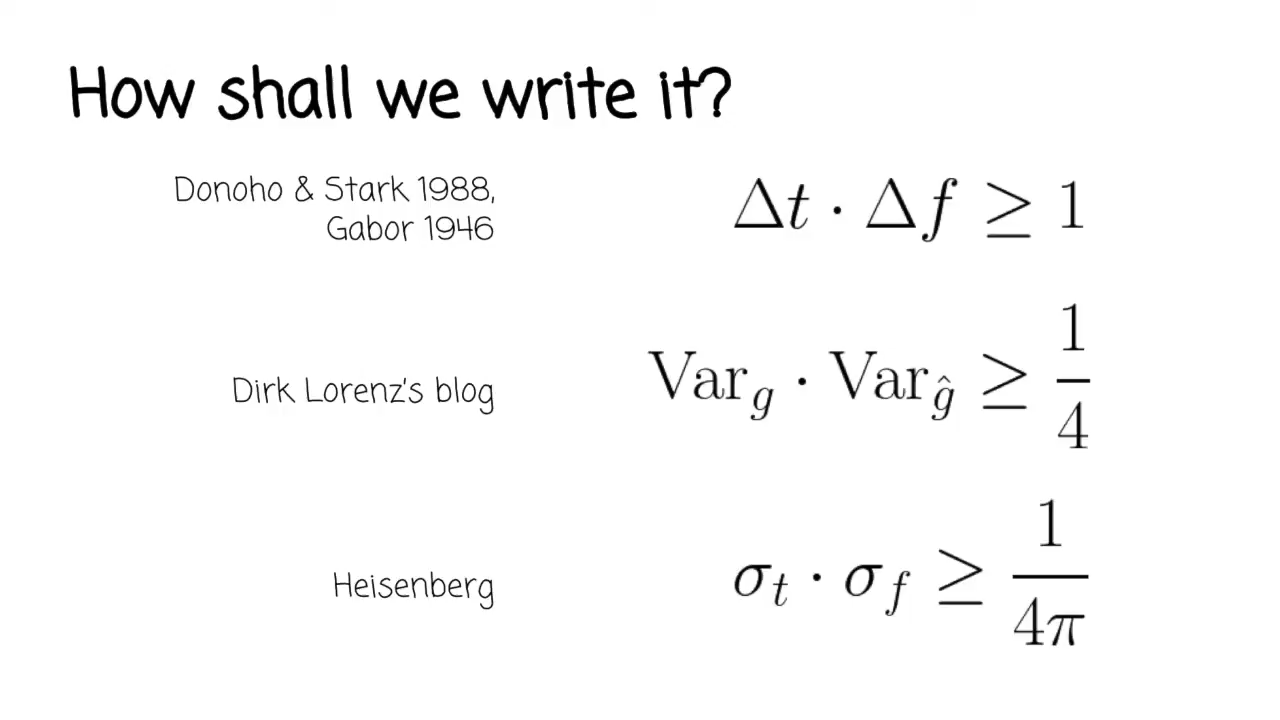 How shall we write it?
Donoho & Stark 1988,
Gabor 1946
Δt · Δf ≥ 1
Dirk Lorenz's blog
Var_g · Var_ĝ ≥ 1/4
Heisenberg
σ_t · σ_f ≥ 1/4π